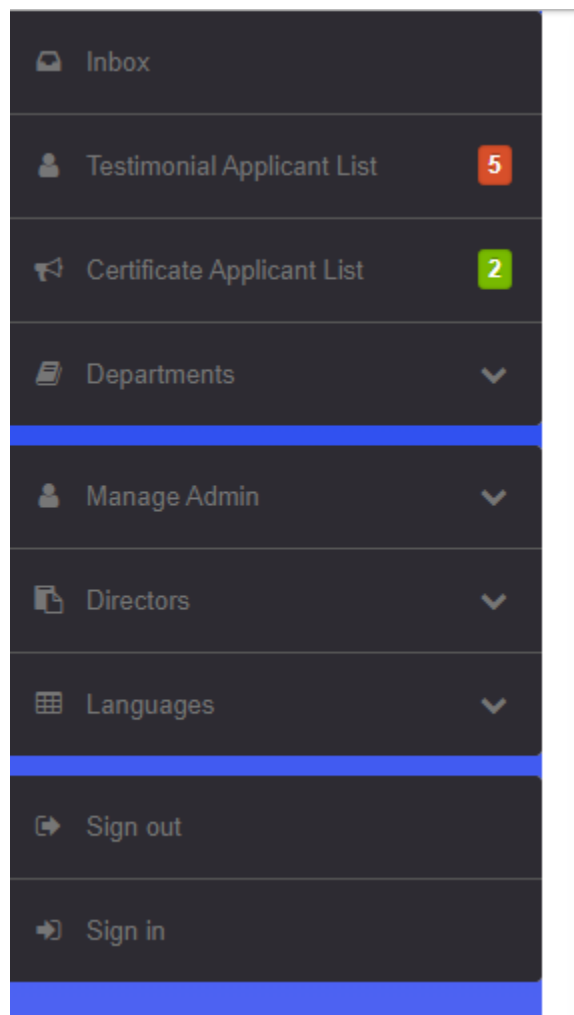 Inbox
Testimonial Applicant List 5
Certificate Applicant List 2
Departments
Manage Admin
Directors
Languages
Sign out
Sign in